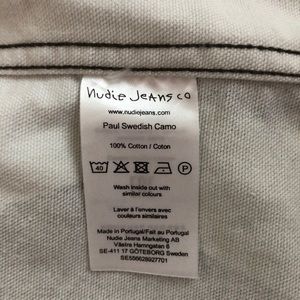 nudie Jeans co
www.nudiejeans.com
Paul Swedish Camo
100% Cotton / Coton
40 P
Wash inside out with
similar colours
Laver à l'envers avec
couleurs similaires
Made in Portugal/Fait au Portugal
Nudie Jeans Marketing AB
Västra Hamngatan 6
SE-411 17 GÖTEBORG Sweden
SE556628927701